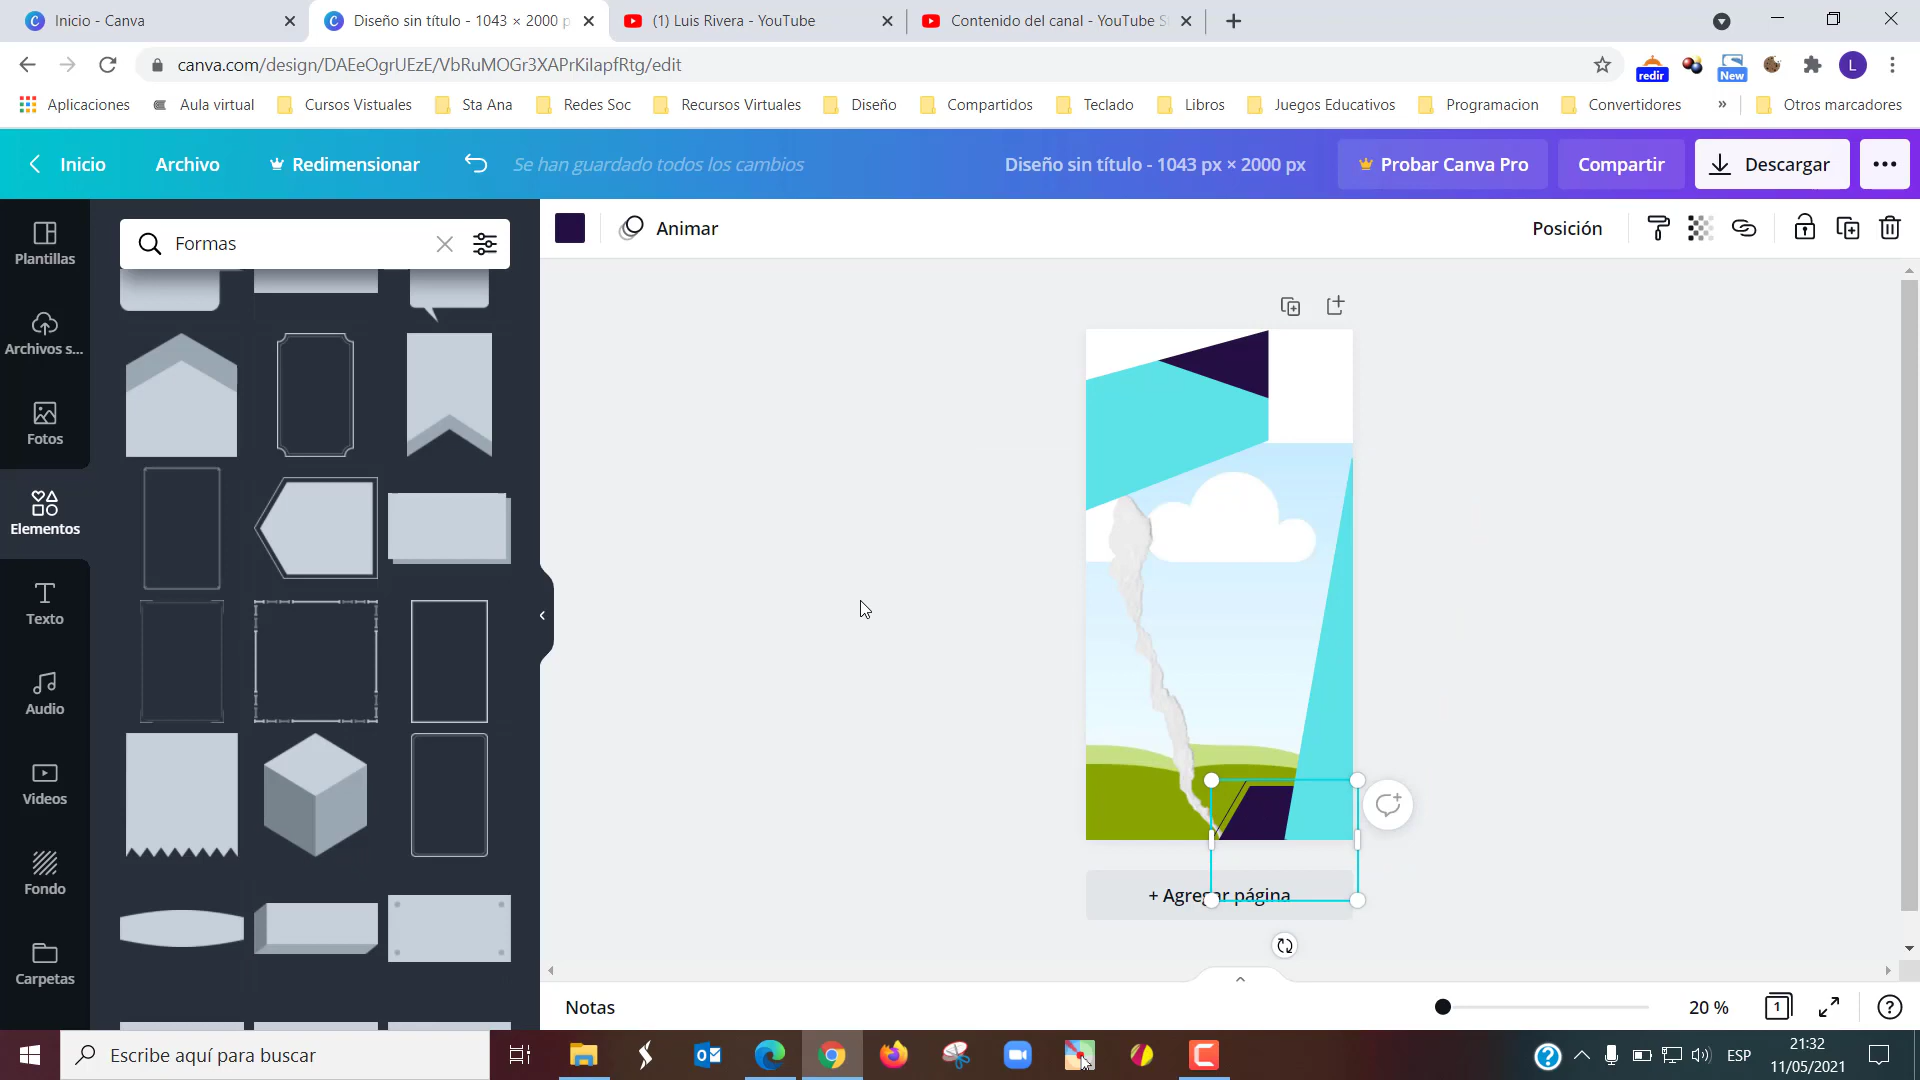 Inicio - Canva
Diseño sin título - 1043 × 2000 p
(1) Luis Rivera - YouTube
Contenido del canal - YouTube S
canva.com/design/DAEeOgrUEzE/VbRuMOGr3XAPrKiIapfRtg/edit
redir
New
L
Aplicaciones
Aula virtual
Cursos Vistuales
Sta Ana
Redes Soc
Recursos Virtuales
Diseño
Compartidos
Teclado
Libros
Juegos Educativos
Programacion
Convertidores
»
Otros marcadores
Inicio
Archivo
Redimensionar
Se han guardado todos los cambios
Diseño sin título - 1043 px × 2000 px
Probar Canva Pro
Compartir
Descargar
Plantillas
Archivos s...
Fotos
Elementos
Texto
Audio
Videos
Fondo
Carpetas
Formas
Animar
Posición
+ Agregar página
Notas
20 %
1
Escribe aquí para buscar
ESP
21:32
11/05/2021